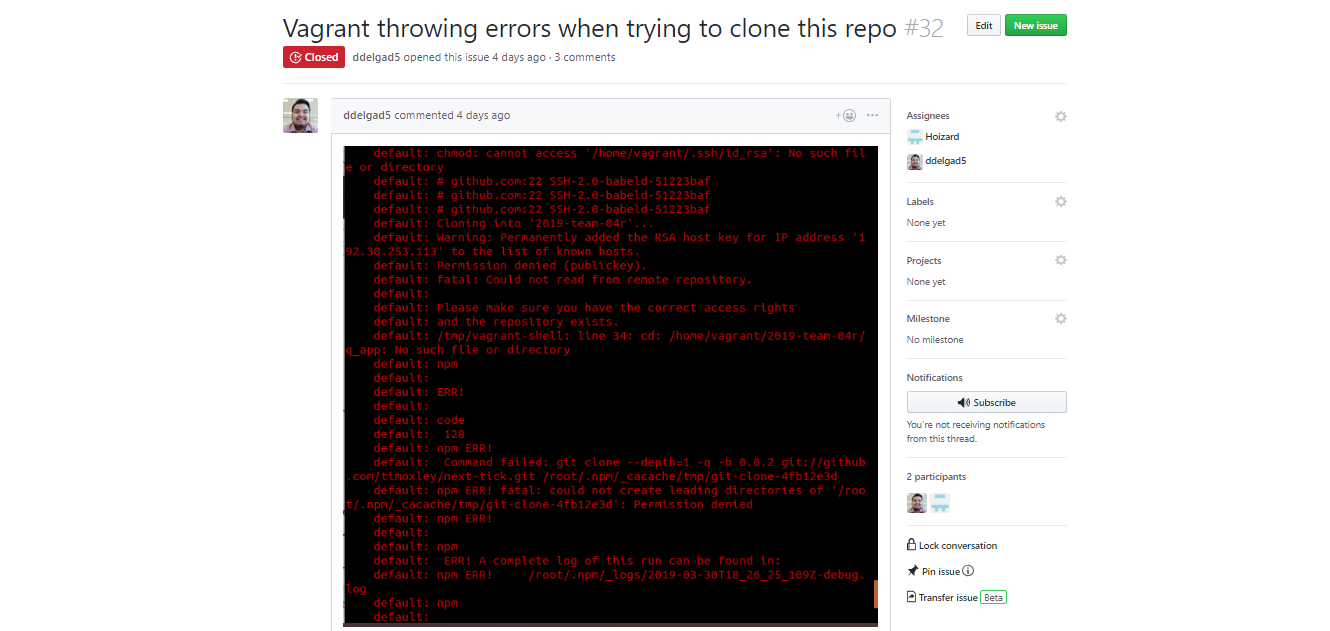 Vagrant throwing errors when trying to clone this repo #32
Edit
New issue
Closed
ddelgad5 opened this issue 4 days ago · 3 comments
ddelgad5 commented 4 days ago
default: chmod: cannot access '/home/vagrant/.ssh/id_rsa': No such fil
e or directory
default: # github.com:22 SSH-2.0-babeld-51223baf
default: # github.com:22 SSH-2.0-babeld-51223baf
default: # github.com:22 SSH-2.0-babeld-51223baf
default: Cloning into '2019-team-04r'...
default: Warning: Permanently added the RSA host key for IP address '1
92.30.253.113' to the list of known hosts.
default: Permission denied (publickey).
default: fatal: Could not read from remote repository.
default:
default: Please make sure you have the correct access rights
default: and the repository exists.
default: /tmp/vagrant-shell: line 34: cd: /home/vagrant/2019-team-04r/
q_app: No such file or directory
default: npm
default:
default: ERR!
default:
default: code
default: 128
default: npm ERR!
default: Command failed: git clone --depth=1 -q -b 0.0.2 git://github
.com/timoxley/next-tick.git /root/.npm/_cacache/tmp/git-clone-4fb12e3d
default: npm ERR! fatal: could not create leading directories of '/roo
t/.npm/_cacache/tmp/git-clone-4fb12e3d': Permission denied
default: npm ERR!
default:
default: npm
default: ERR! A complete log of this run can be found in:
default: npm ERR! /root/.npm/_logs/2019-03-30T18_26_25_109Z-debug.
log
default: npm
default:
Assignees
Hoizard
ddelgad5
Labels
None yet
Projects
None yet
Milestone
No milestone
Notifications
Subscribe
You're not receiving notifications
from this thread.
2 participants
Lock conversation
Pin issue
Transfer issue Beta